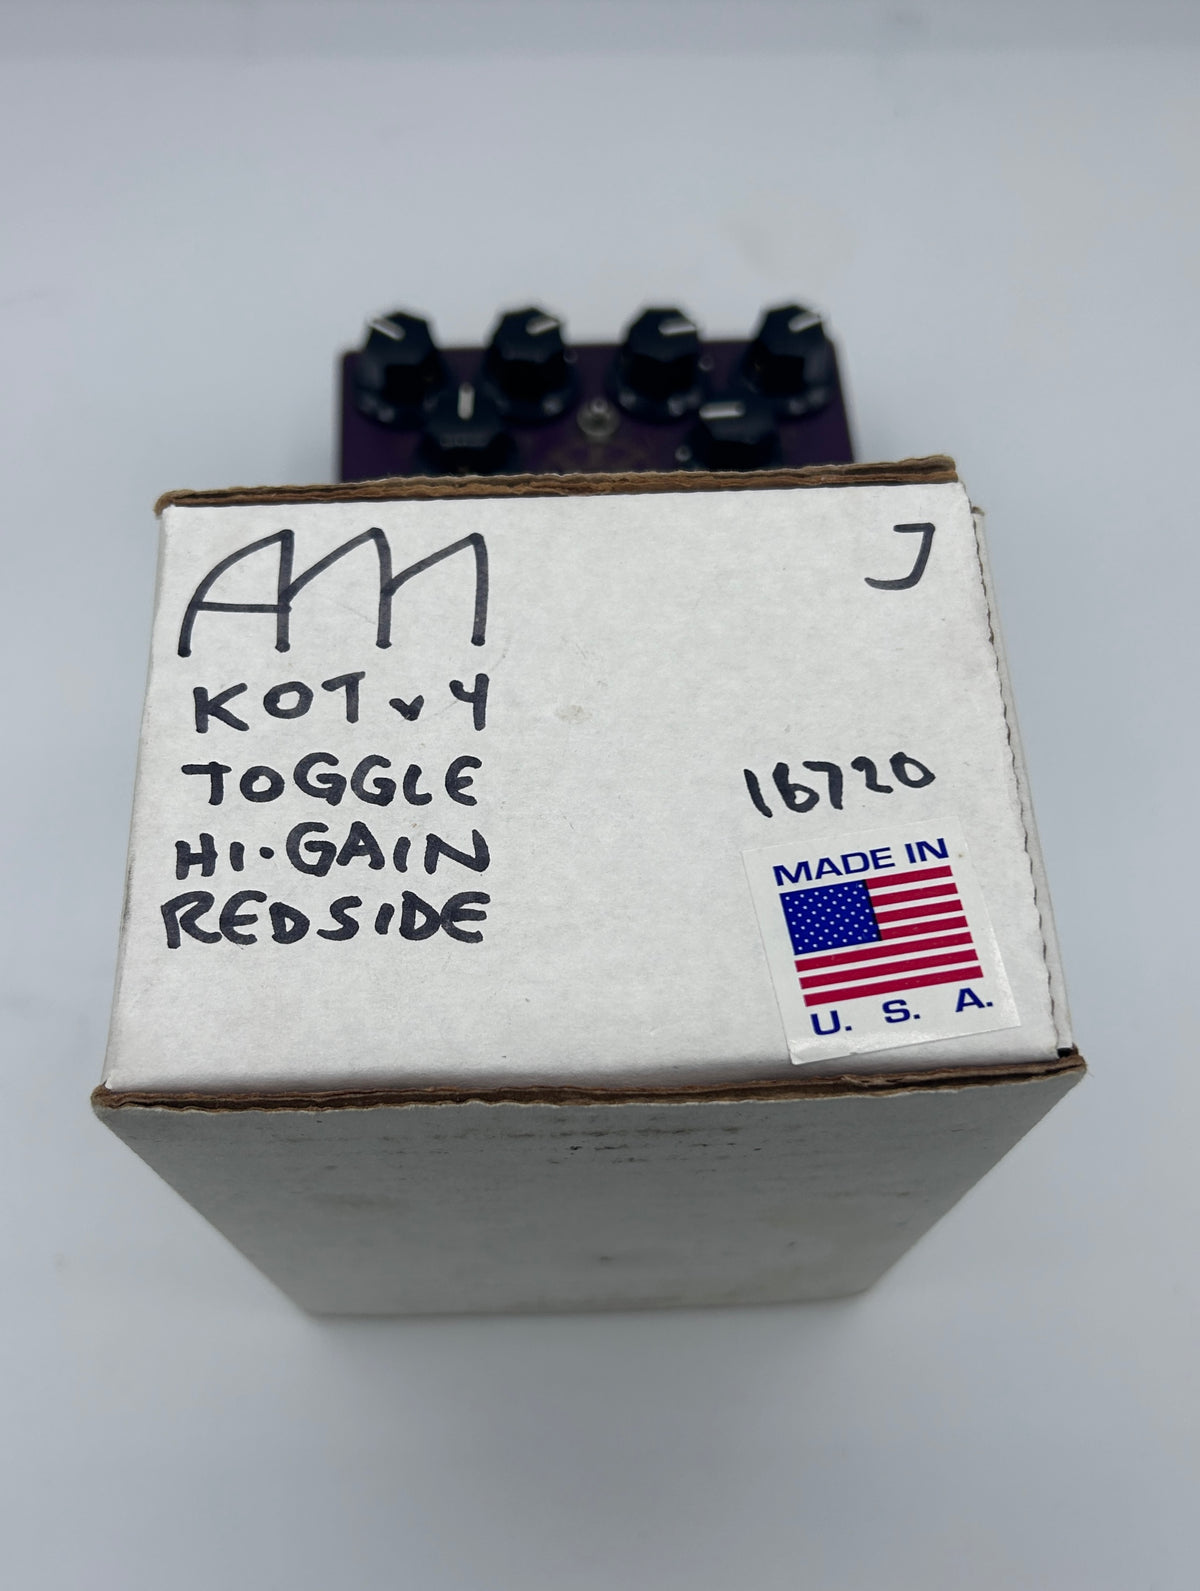 AM
J
KOT v4
TOGGLE
HI-GAIN
REDSIDE
16720
MADE IN
U. S. A.